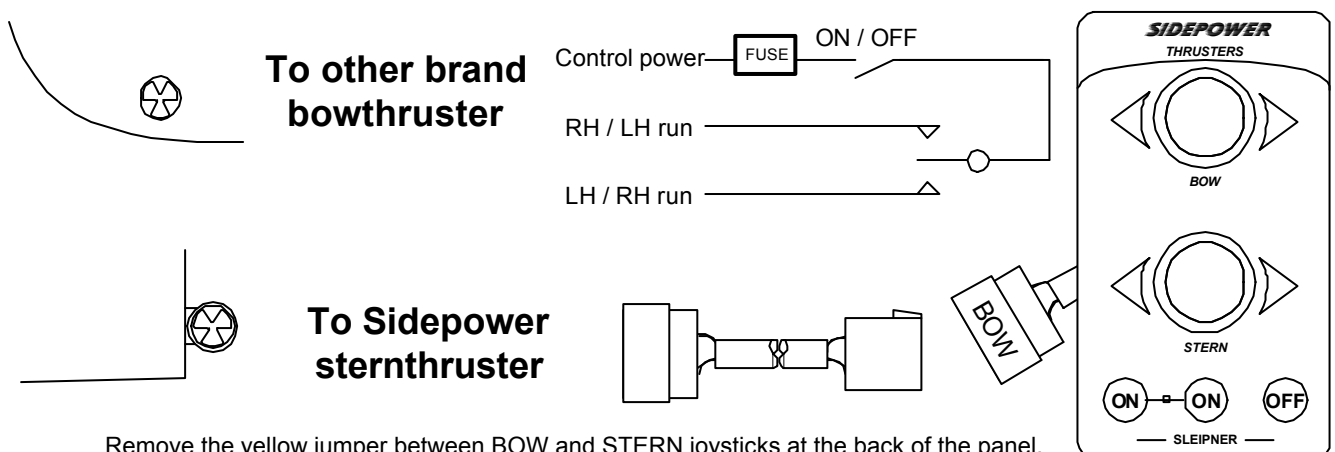 To other brand
bowthruster
Control power
FUSE
ON / OFF
RH / LH run
LH / RH run
SIDEPOWER
THRUSTERS
BOW
STERN
ON
ON
OFF
SLEIPNER
To Sidepower
sternthruster
BOW
Remove the yellow jumper between BOW and STERN joysticks at the back of the panel.